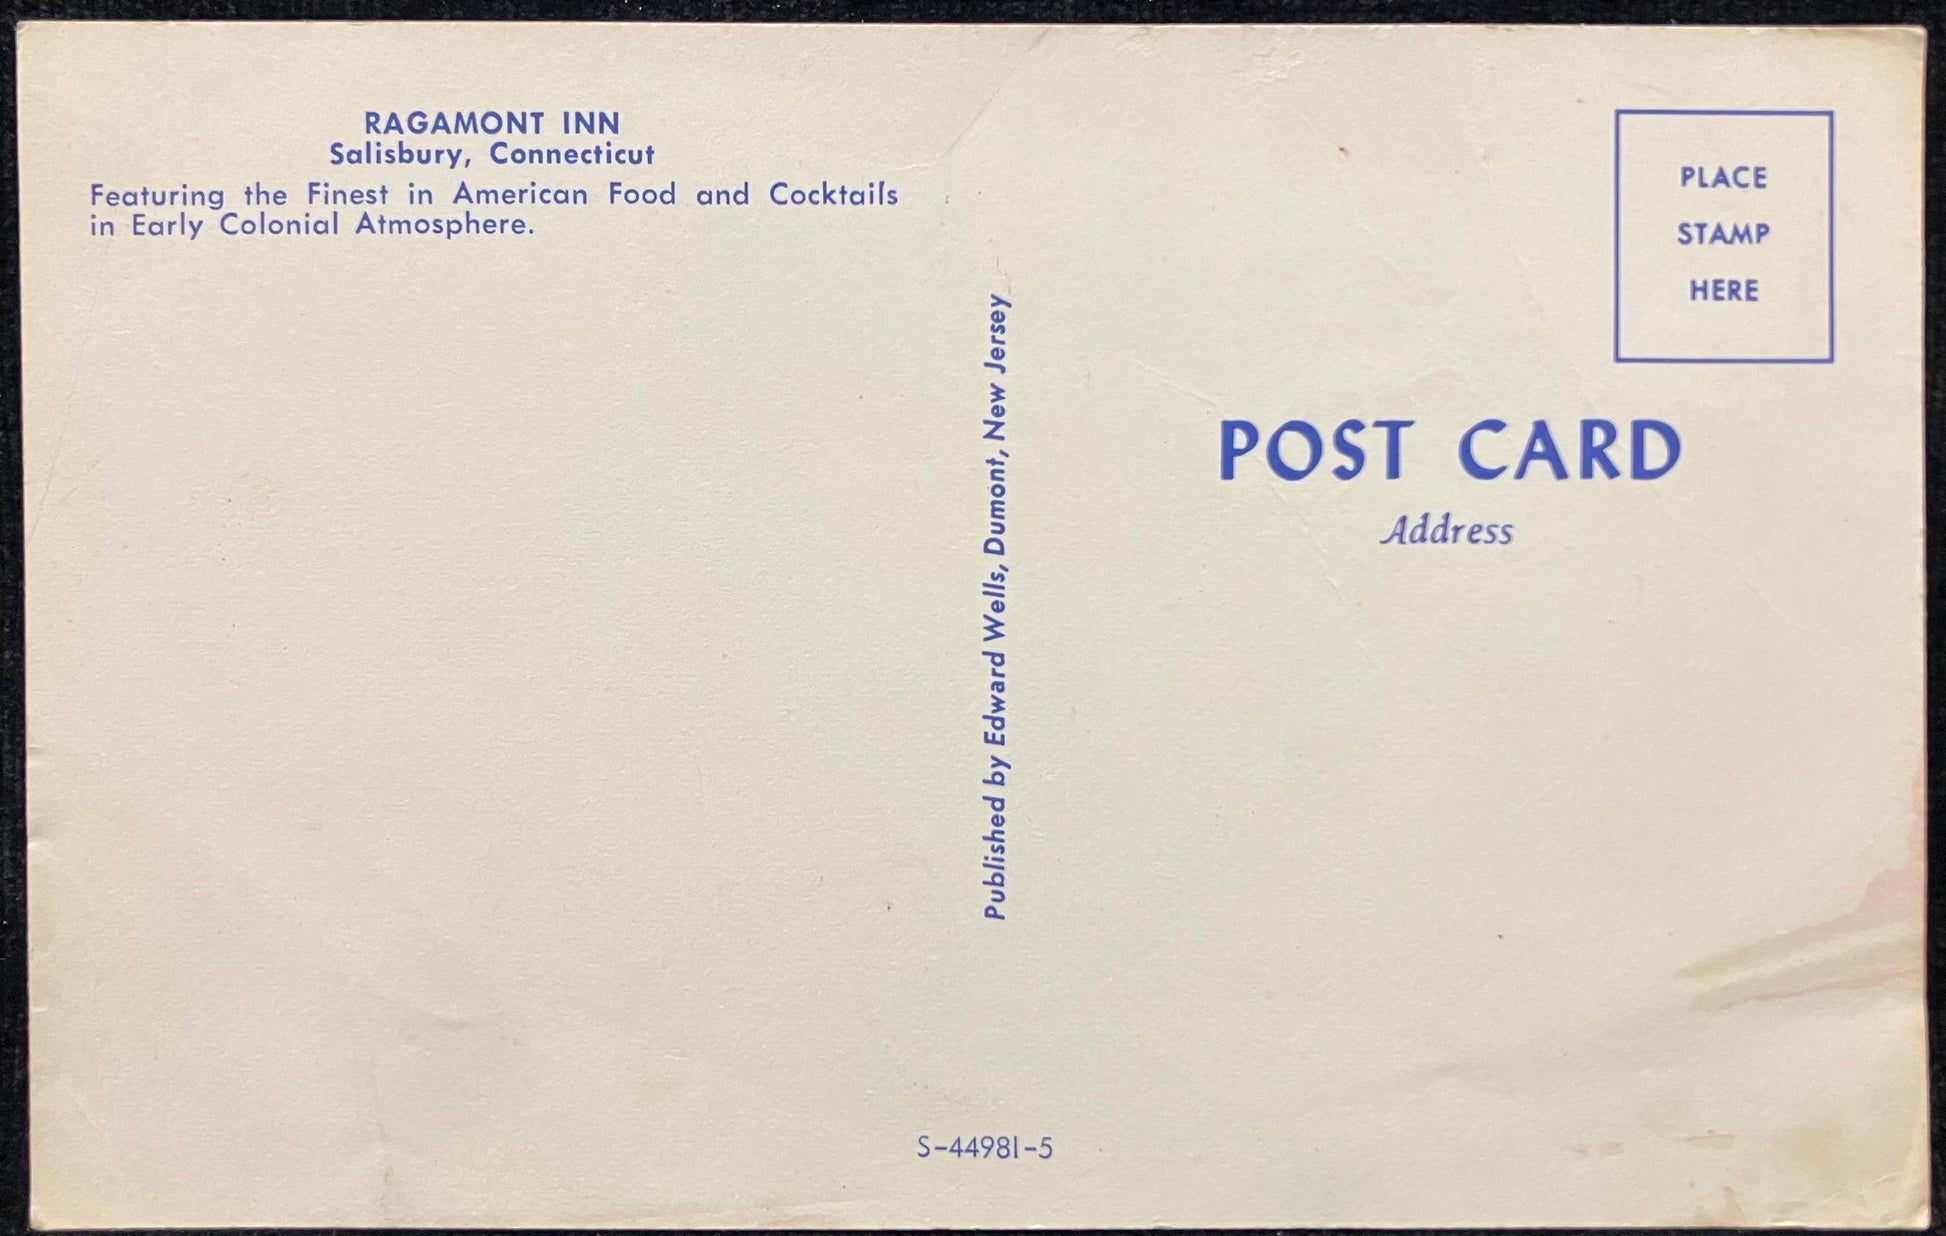 RAGAMONT INN
Salisbury, Connecticut
Featuring the Finest in American Food and Cocktails
in Early Colonial Atmosphere.
Published by Edward Wells, Dumont, New Jersey
PLACE
STAMP
HERE
POST CARD
Address
S-44981-5